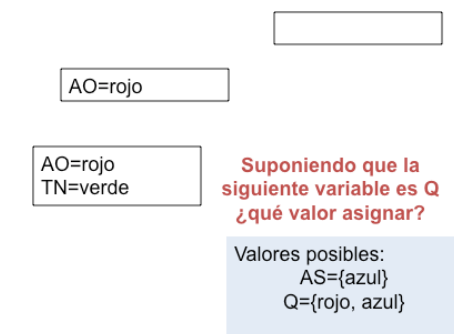 AO=rojo
AO=rojo
TN=verde
Suponiendo que la
siguiente variable es Q
¿qué valor asignar?
Valores posibles:
AS={azul}
Q={rojo, azul}